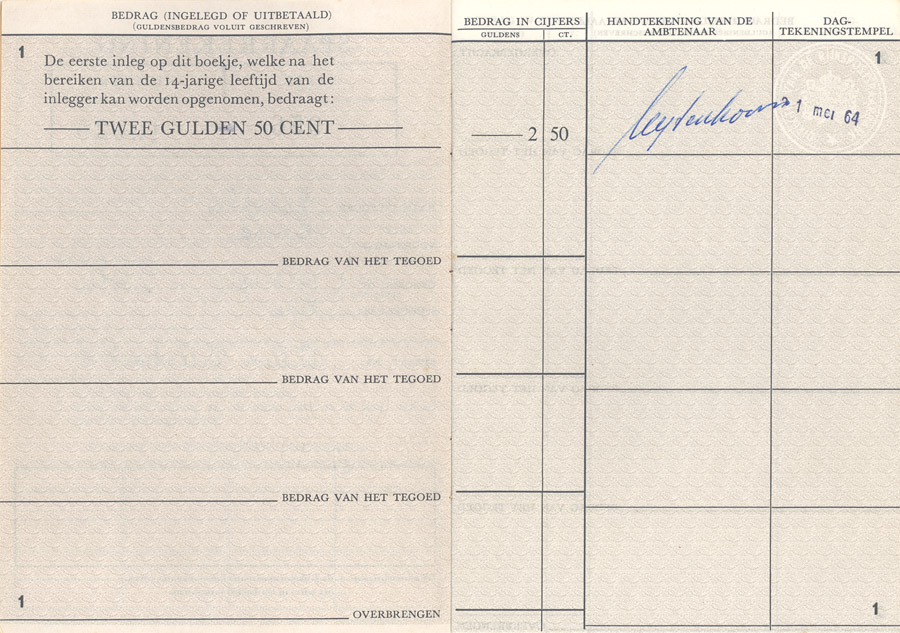 BEDRAG (INGELEGD OF UITBETAALD)
(GULDENSBEDRAG VOLUIT GESCHREVEN)
BEDRAG IN CIJFERS
GULDENS CT.
HANDTEKENING VAN DE
AMBTENAAR
DAG-
TEKENINGSTEMPEL
1
De eerste inleg op dit boekje, welke na het
bereiken van de 14-jarige leeftijd van de
inlegger kan worden opgenomen, bedraagt:
TWEE GULDEN 50 CENT
2 50
1
1 MEI 64
BEDRAG VAN HET TEGOED
BEDRAG VAN HET TEGOED
BEDRAG VAN HET TEGOED
1
OVERBRENGEN
1